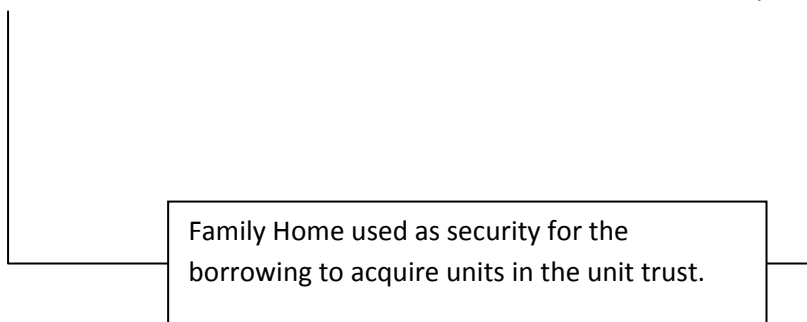 Family Home used as security for the
borrowing to acquire units in the unit trust.